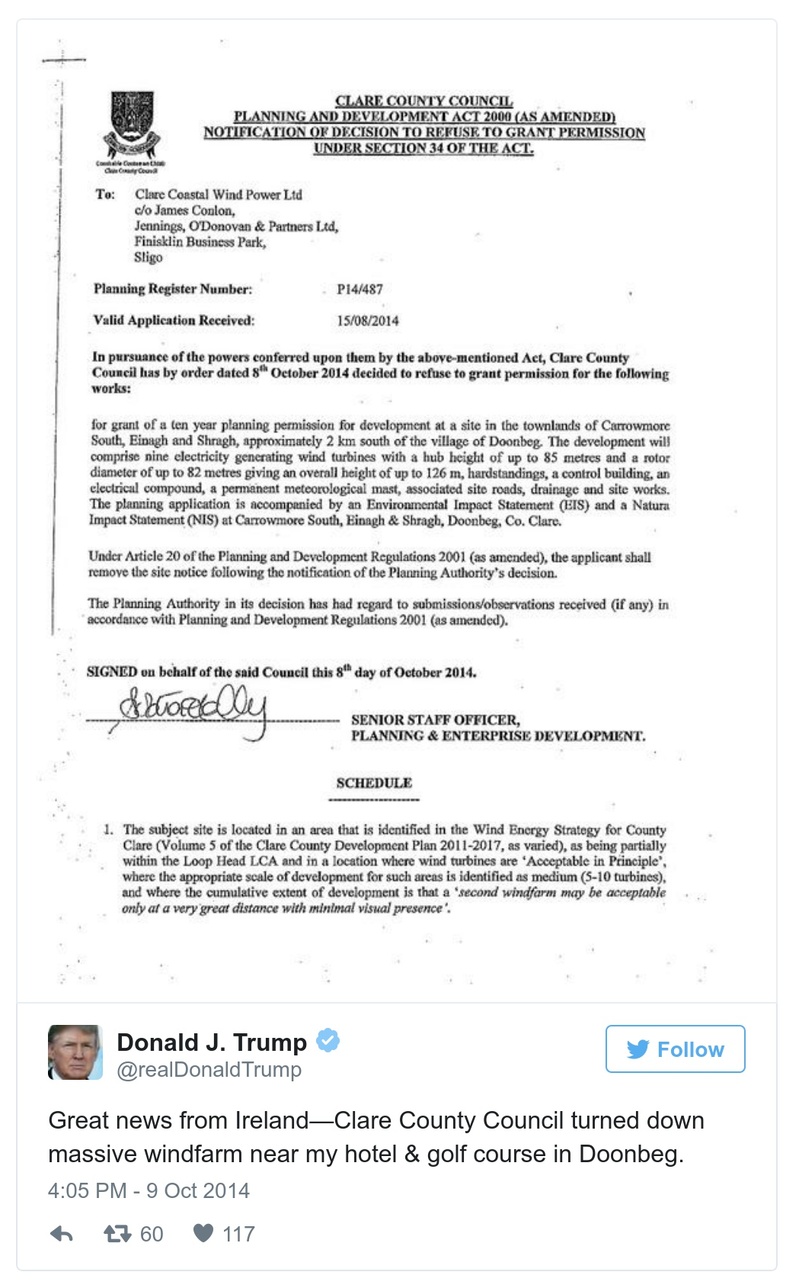 CLARE COUNTY COUNCIL
PLANNING AND DEVELOPMENT ACT 2000 (AS AMENDED)
NOTIFICATION OF DECISION TO REFUSE TO GRANT PERMISSION
UNDER SECTION 34 OF THE ACT.
Clare County Council
To: Clare Coastal Wind Power Ltd
c/o James Conlon,
Jennings, O'Donovan & Partners Ltd,
Finisklin Business Park,
Sligo
Planning Register Number: P14/487
Valid Application Received: 15/08/2014
In pursuance of the powers conferred upon them by the above-mentioned Act, Clare County
Council has by order dated 8th October 2014 decided to refuse to grant permission for the following
works:
for grant of a ten year planning permission for development at a site in the townlands of Carrowmore
South, Einagh and Shragh, approximately 2 km south of the village of Doonbeg. The development will
comprise nine electricity generating wind turbines with a hub height of up to 85 metres and a rotor
diameter of up to 82 metres giving an overall height of up to 126 m, hardstandings, a control building, an
electrical compound, a permanent meteorological mast, associated site roads, drainage and site works.
The planning application is accompanied by an Environmental Impact Statement (EIS) and a Natura
Impact Statement (NIS) at Carrowmore South, Einagh & Shragh, Doonbeg, Co. Clare.
Under Article 20 of the Planning and Development Regulations 2001 (as amended), the applicant shall
remove the site notice following the notification of the Planning Authority's decision.
The Planning Authority in its decision has had regard to submissions/observations received (if any) in
accordance with Planning and Development Regulations 2001 (as amended).
SIGNED on behalf of the said Council this 8th day of October 2014.
SENIOR STAFF OFFICER,
PLANNING & ENTERPRISE DEVELOPMENT.
SCHEDULE
1. The subject site is located in an area that is identified in the Wind Energy Strategy for County
Clare (Volume 5 of the Clare County Development Plan 2011-2017, as varied), as being partially
within the Loop Head LCA and in a location where wind turbines are 'Acceptable in Principle',
where the appropriate scale of development for such areas is identified as medium (5-10 turbines),
and where the cumulative extent of development is that a 'second windfarm may be acceptable
only at a very great distance with minimal visual presence'.
Donald J. Trump
@realDonaldTrump
Follow
Great news from Ireland—Clare County Council turned down
massive windfarm near my hotel & golf course in Doonbeg.
4:05 PM - 9 Oct 2014
60 117